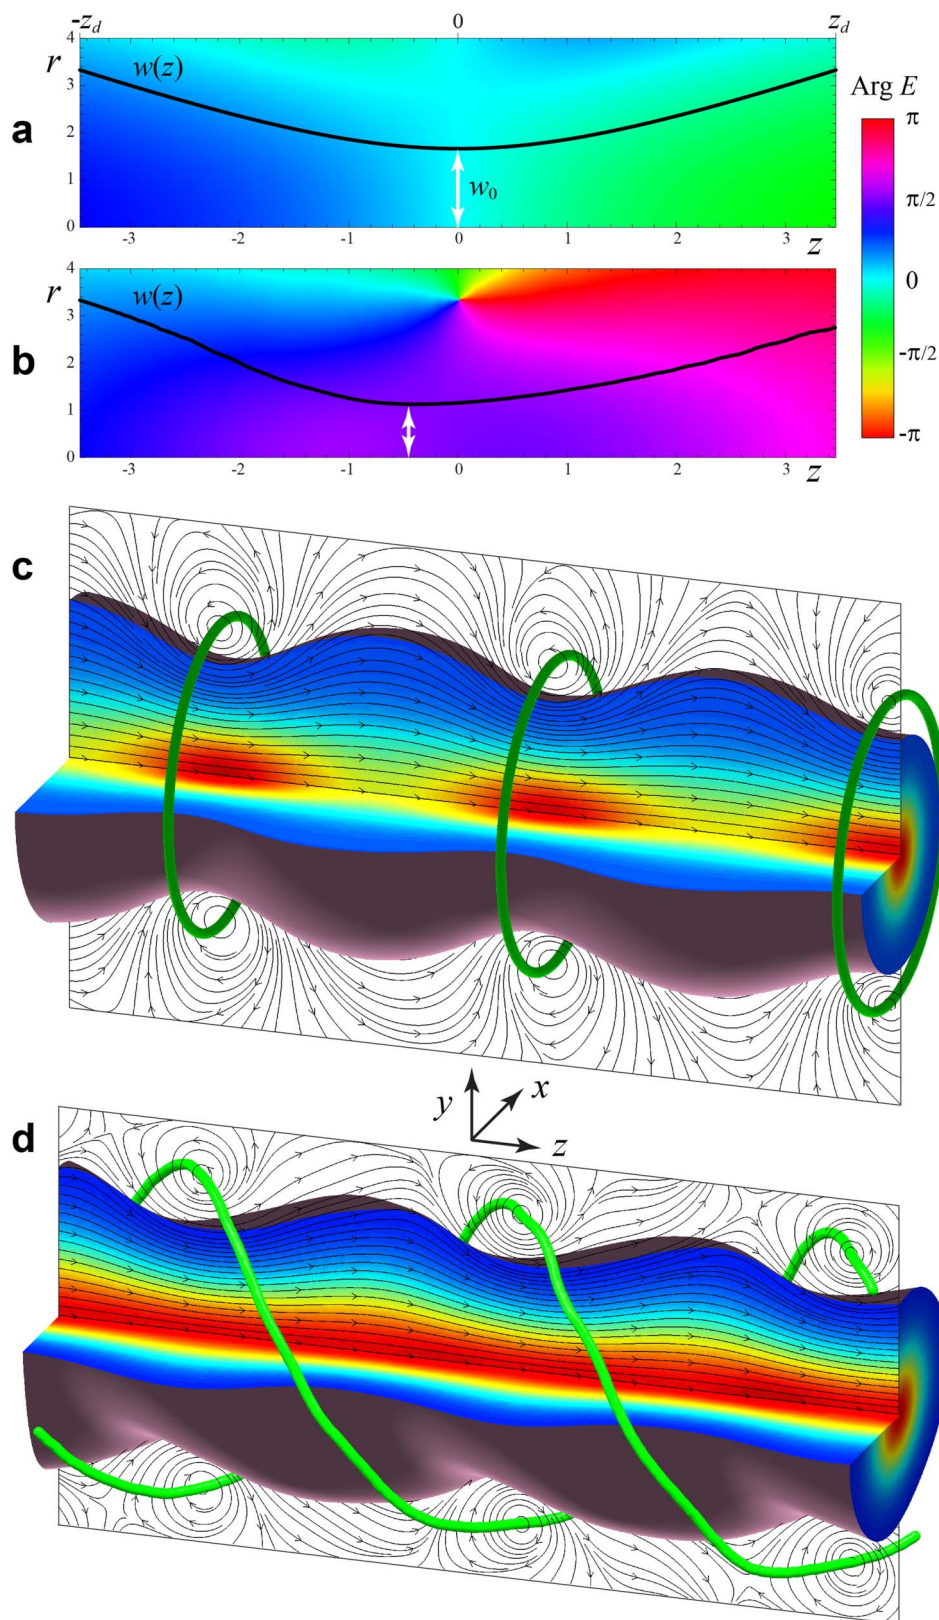 -z_d 0 z_d
4
r w(z)
3
a
2
w_0
1
0
-3 -2 -1 0 1 2 3 z
Arg E
π
π/2
0
-π/2
-π
4
r w(z)
3
b
2
1
0
-3 -2 -1 0 1 2 3 z
c
y x
z
d